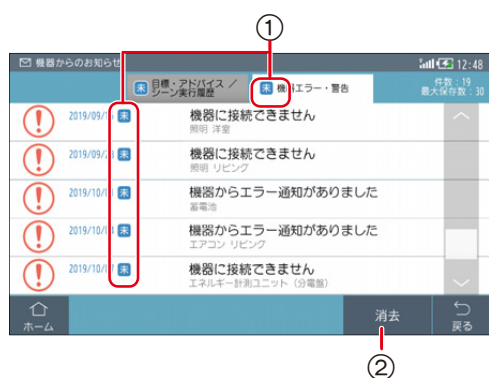 ①
機器からのお知らせ
12:48
未 目標・アドバイス／
シーン実行履歴
未 機器エラー・警告
件数：19
最大保存数：30
2019/09/ 未 機器に接続できません
照明 洋室
2019/09/ 未 機器に接続できません
照明 リビング
2019/10/ 未 機器からエラー通知がありました
蓄電池
2019/10/ 未 機器からエラー通知がありました
エアコン リビング
2019/10/ 未 機器に接続できません
エネルギー計測ユニット（分電盤）
ホーム
消去
戻る
②